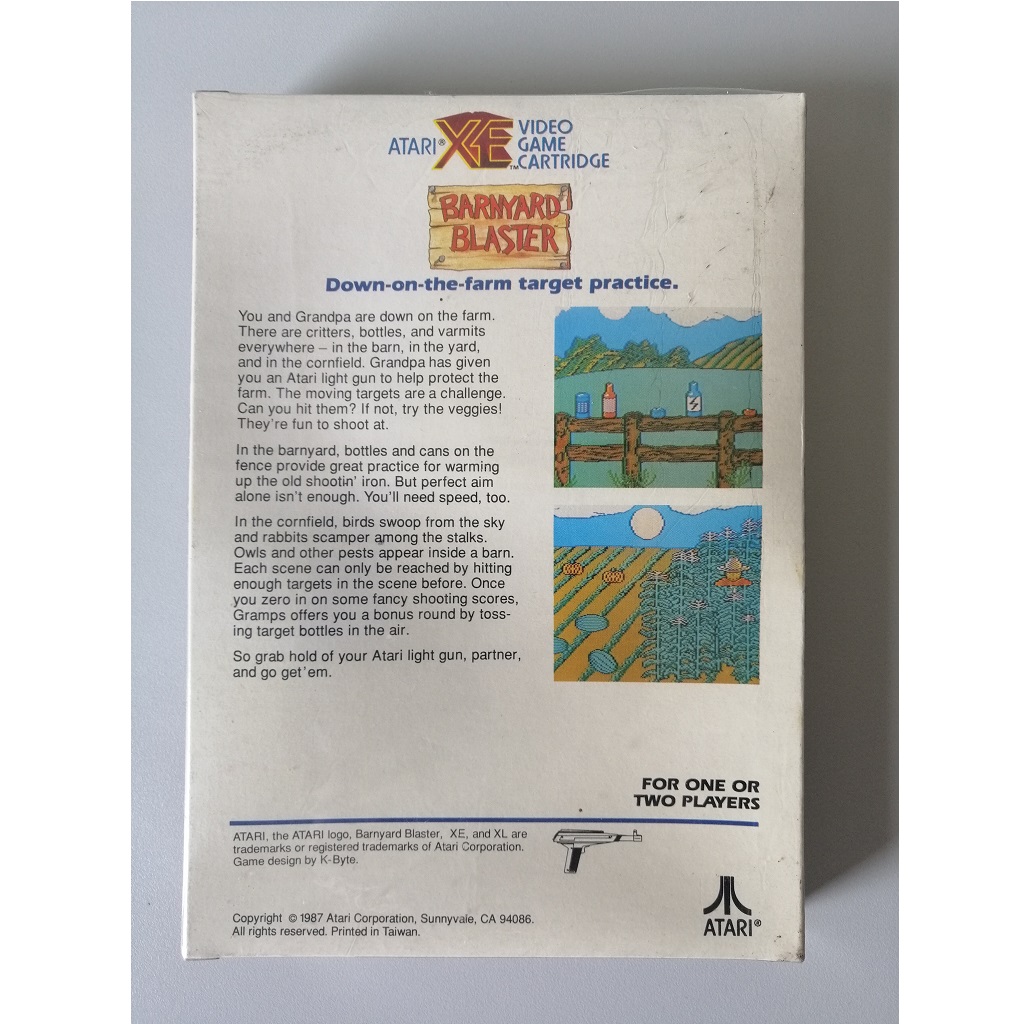 ATARI® XE™ VIDEO
GAME
CARTRIDGE
BARNYARD
BLASTER
Down-on-the-farm target practice.
You and Grandpa are down on the farm.
There are critters, bottles, and varmits
everywhere – in the barn, in the yard,
and in the cornfield. Grandpa has given
you an Atari light gun to help protect the
farm. The moving targets are a challenge.
Can you hit them? If not, try the veggies!
They're fun to shoot at.
In the barnyard, bottles and cans on the
fence provide great practice for warming
up the old shootin' iron. But perfect aim
alone isn't enough. You'll need speed, too.
In the cornfield, birds swoop from the sky
and rabbits scamper among the stalks.
Owls and other pests appear inside a barn.
Each scene can only be reached by hitting
enough targets in the scene before. Once
you zero in on some fancy shooting scores,
Gramps offers you a bonus round by toss-
ing target bottles in the air.
So grab hold of your Atari light gun, partner,
and go get 'em.
FOR ONE OR
TWO PLAYERS
ATARI, the ATARI logo, Barnyard Blaster, XE, and XL are
trademarks or registered trademarks of Atari Corporation.
Game design by K-Byte.
Copyright © 1987 Atari Corporation, Sunnyvale, CA 94086.
All rights reserved. Printed in Taiwan.
ATARI®